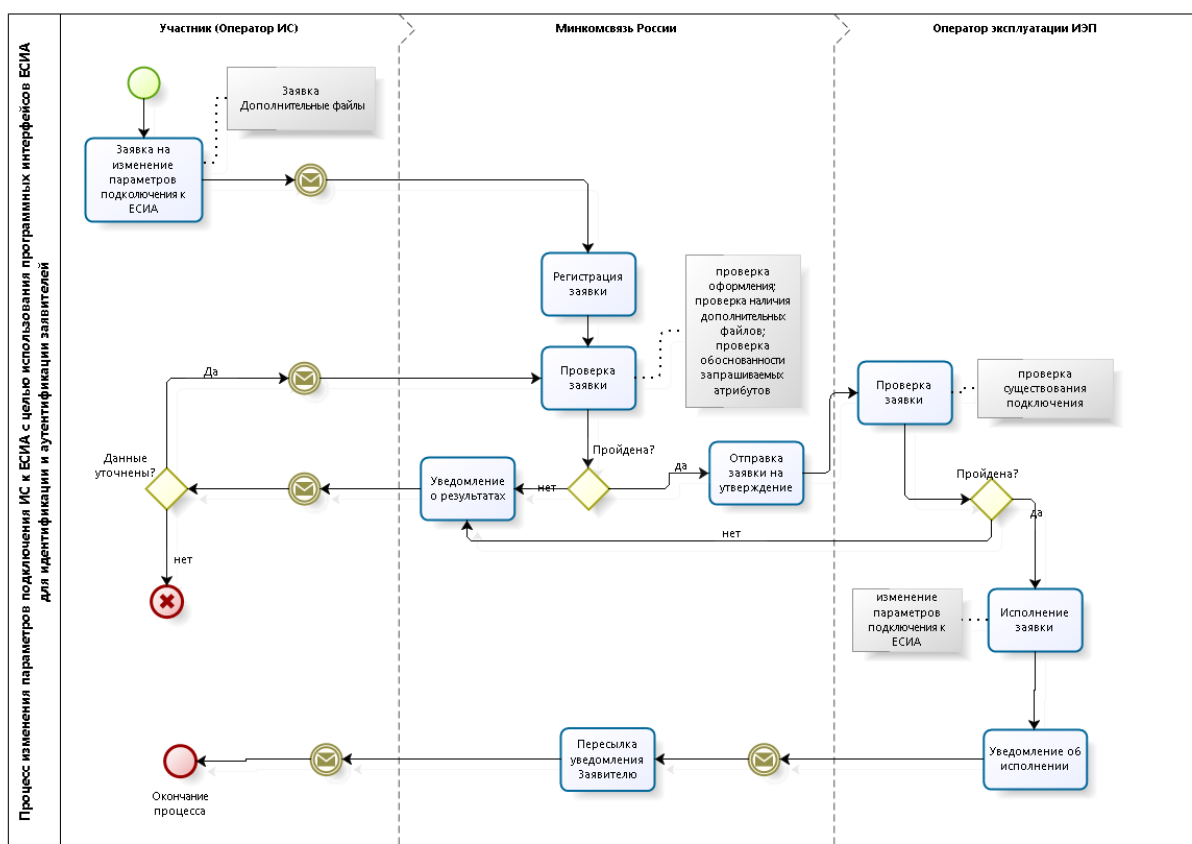 Процесс изменения параметров подключения ИС к ЕСИА с целью использования программных интерфейсов ЕСИА
для идентификации и аутентификации заявителей
Участник (Оператор ИС)
Минкомсвязь России
Оператор эксплуатации ИЭП
Заявка
Дополнительные файлы
Заявка на
изменение
параметров
подколючения к
ЕСИА
Регистрация
заявки
проверка
оформления;
проверка наличия
дополнительных
файлов;
проверка
обоснованности
запрашиваемых
атрибутов
Да
Проверка
заявки
Проверка
заявки
проверка
существования
подключения
Данные
уточнены?
Уведомление
о результатах
нет
Пройдена?
да
Отправка
заявки на
утверждение
Пройдена?
да
нет
нет
изменение
параметров
подключения к
ЕСИА
Исполнение
заявки
Пересылка
уведомления
Заявителю
Уведомление об
исполнении
Окончание
процесса